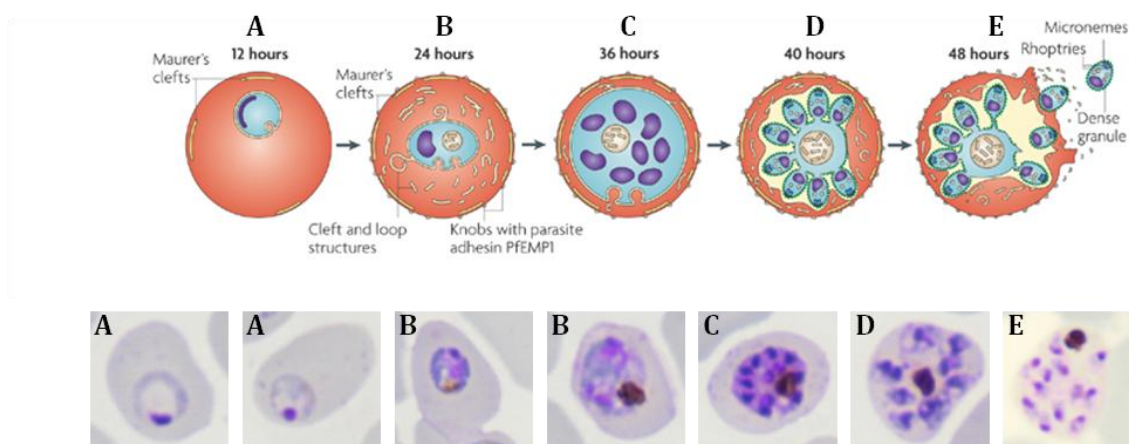 A B C D E
Micronemes
Rhoptries
Maurer's
clefts
12 hours
Maurer's
clefts
24 hours
36 hours
40 hours
48 hours
Dense
granule
Cleft and loop
structures
Knobs with parasite
adhesin PfEMP1
A A B B C D E